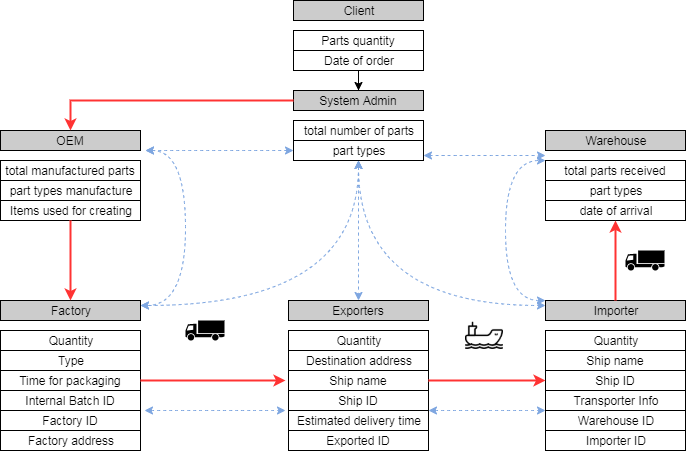 Client
Parts quantity
Date of order
System Admin
total number of parts
part types
OEM
total manufactured parts
part types manufacture
Items used for creating
Warehouse
total parts received
part types
date of arrival
Factory
Quantity
Type
Time for packaging
Internal Batch ID
Factory ID
Factory address
Exporters
Quantity
Destination address
Ship name
Ship ID
Estimated delivery time
Exported ID
Importer
Quantity
Ship name
Ship ID
Transporter Info
Warehouse ID
Importer ID